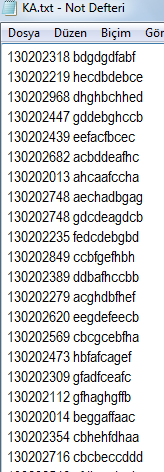 KA.txt - Not Defteri
Dosya Düzen Biçim Gör
130202318 bdgdgdfabf
130202219 hecdbdebce
130202968 dhghbchhed
130202447 gddebghccb
130202439 eefacfbcec
130202682 acbddeafhc
130202013 ahcaafccha
130202748 aechadbgag
130202748 gdcdeagdcb
130202235 fedcdebgbd
130202849 ccbfgefhbh
130202389 ddbafhccbb
130202279 acghdbfhef
130202620 eegdefeecb
130202569 cbcgcebfha
130202473 hbfafcagef
130202309 gfadfceafc
130202112 gfhaghgffb
130202014 beggaffaac
130202354 cbhehfdhaa
130202716 cbcbeccddd